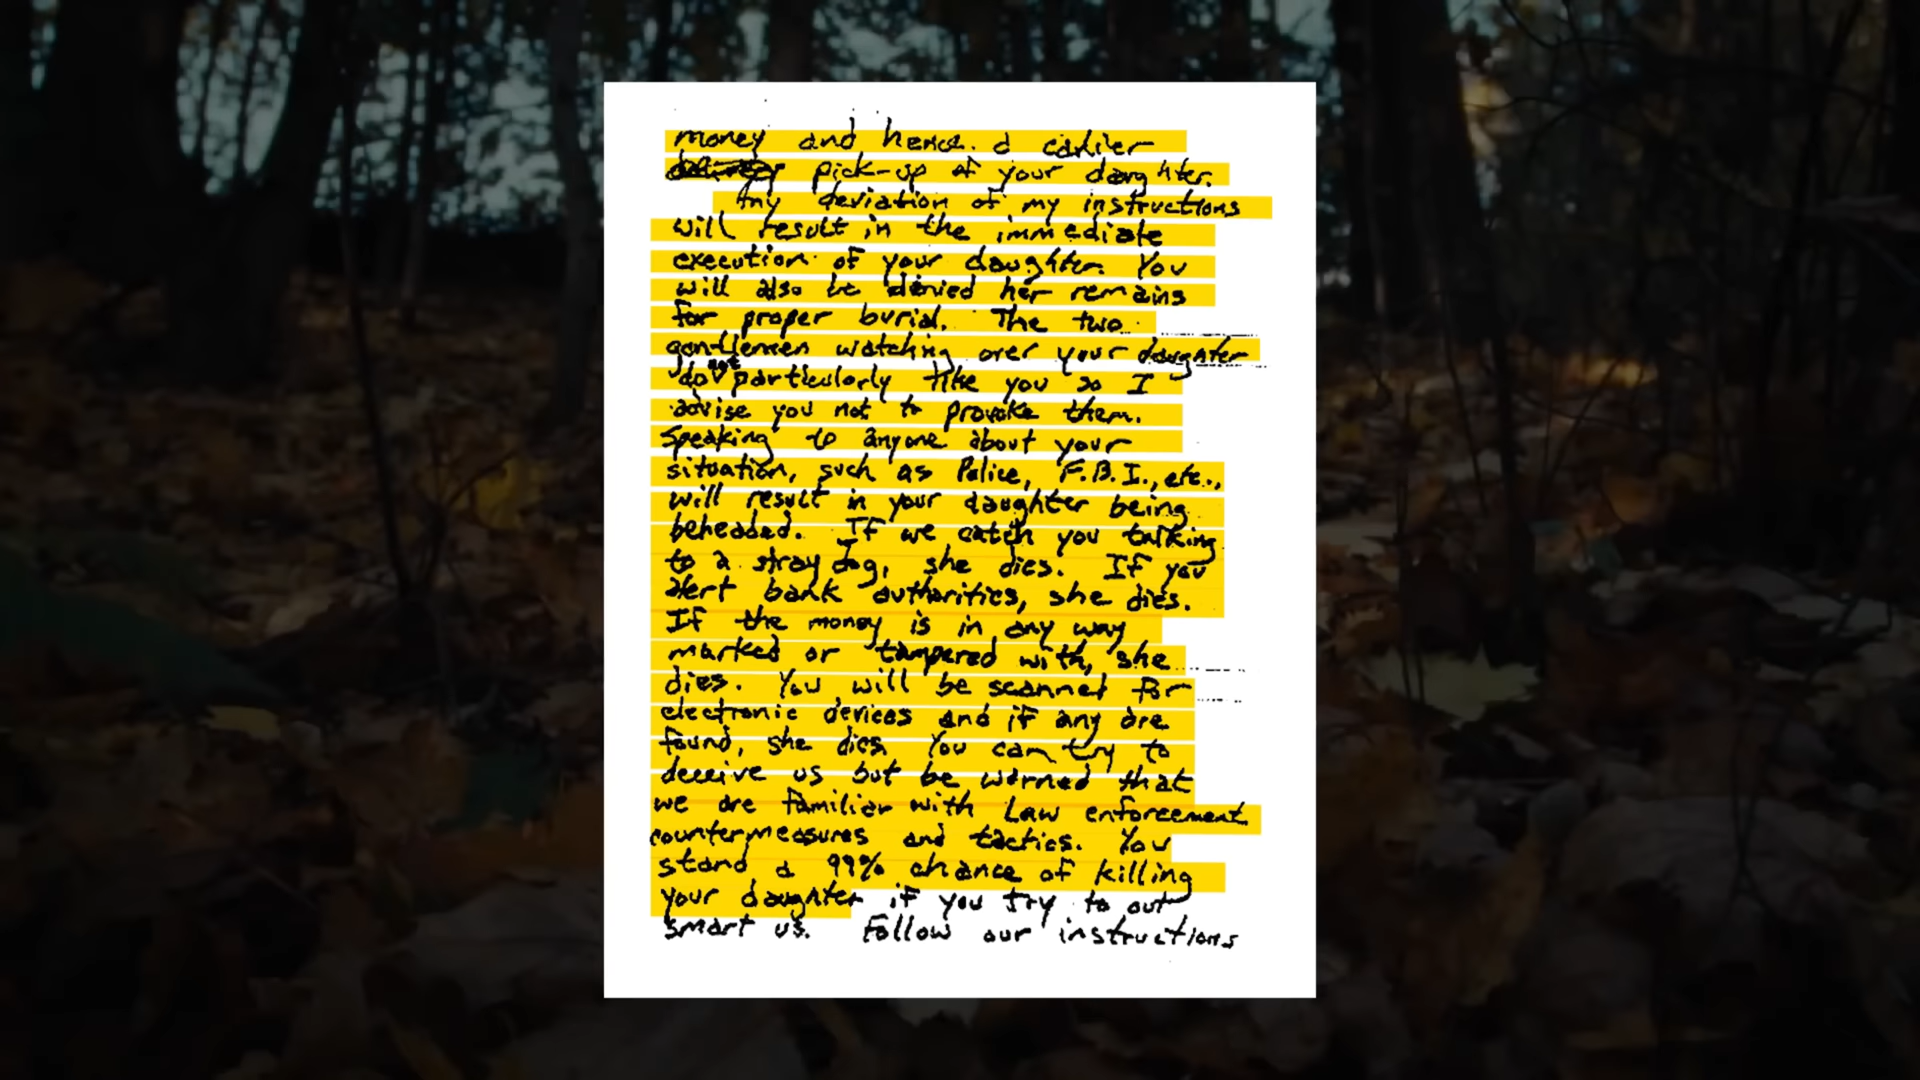 money and hence. a earlier
delivery pick-up of your daughter.
Any deviation of my instructions
will result in the immediate
execution of your daughter. You
will also be denied her remains
for proper burial. The two
gentlemen watching over your daughter
do not particularly like you so I
advise you not to provoke them.
Speaking to anyone about your
situation, such as Police, F.B.I., etc.,
will result in your daughter being
beheaded. If we catch you talking
to a stray dog, she dies. If you
alert bank authorities, she dies.
If the money is in any way
marked or tampered with, she
dies. You will be scanned for
electronic devices and if any are
found, she dies. You can try to
deceive us but be warned that
we are familiar with Law enforcement
countermeasures and tactics. You
stand a 99% chance of killing
your daughter if you try to out
smart us. Follow our instructions